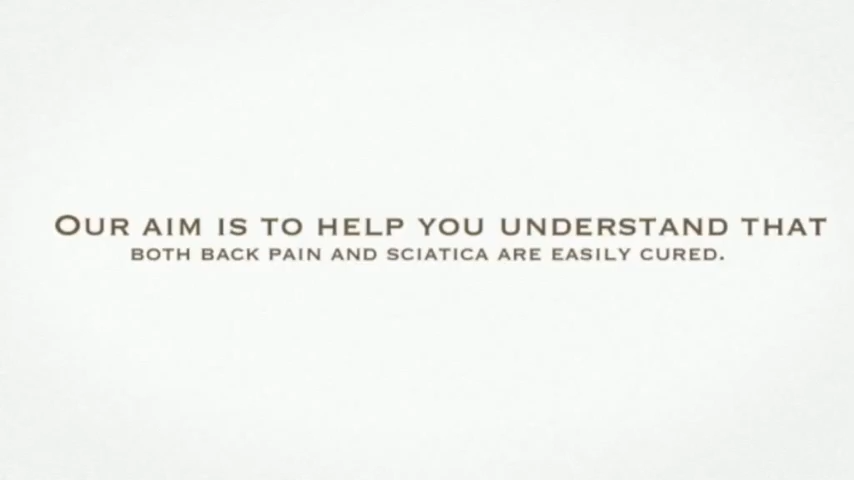 Our aim is to help you understand that
both back pain and sciatica are easily cured.